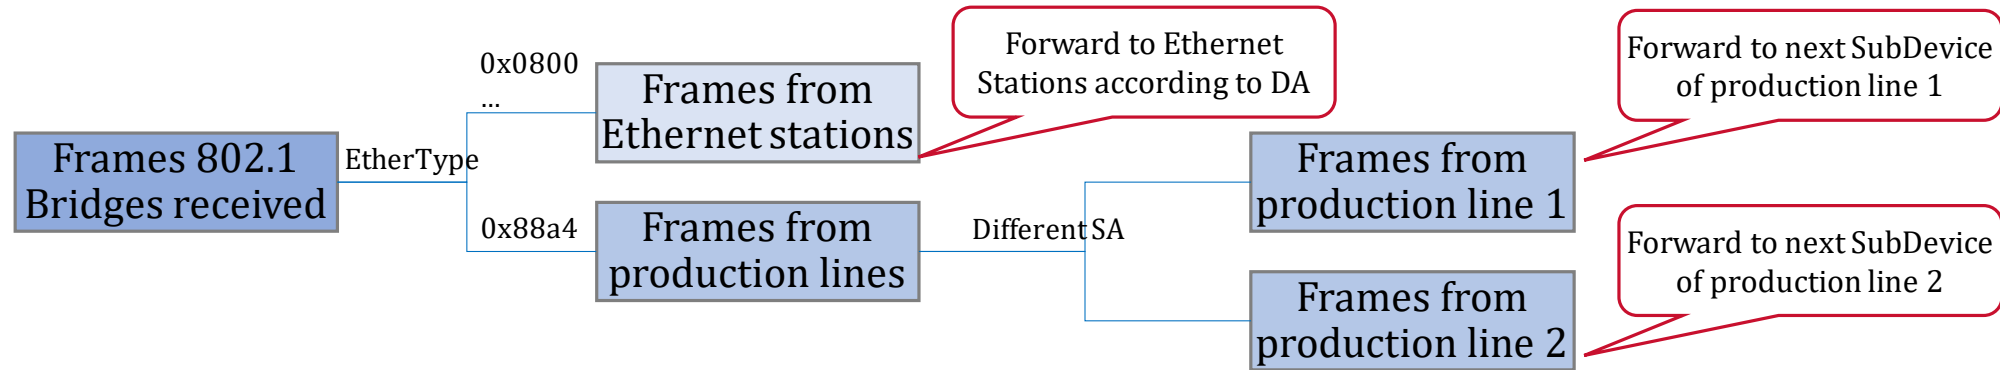 Frames 802.1
Bridges received
EtherType
0x0800
...
Frames from
Ethernet stations
Forward to Ethernet
Stations according to DA
0x88a4
Frames from
production lines
Different SA
Frames from
production line 1
Forward to next SubDevice
of production line 1
Frames from
production line 2
Forward to next SubDevice
of production line 2